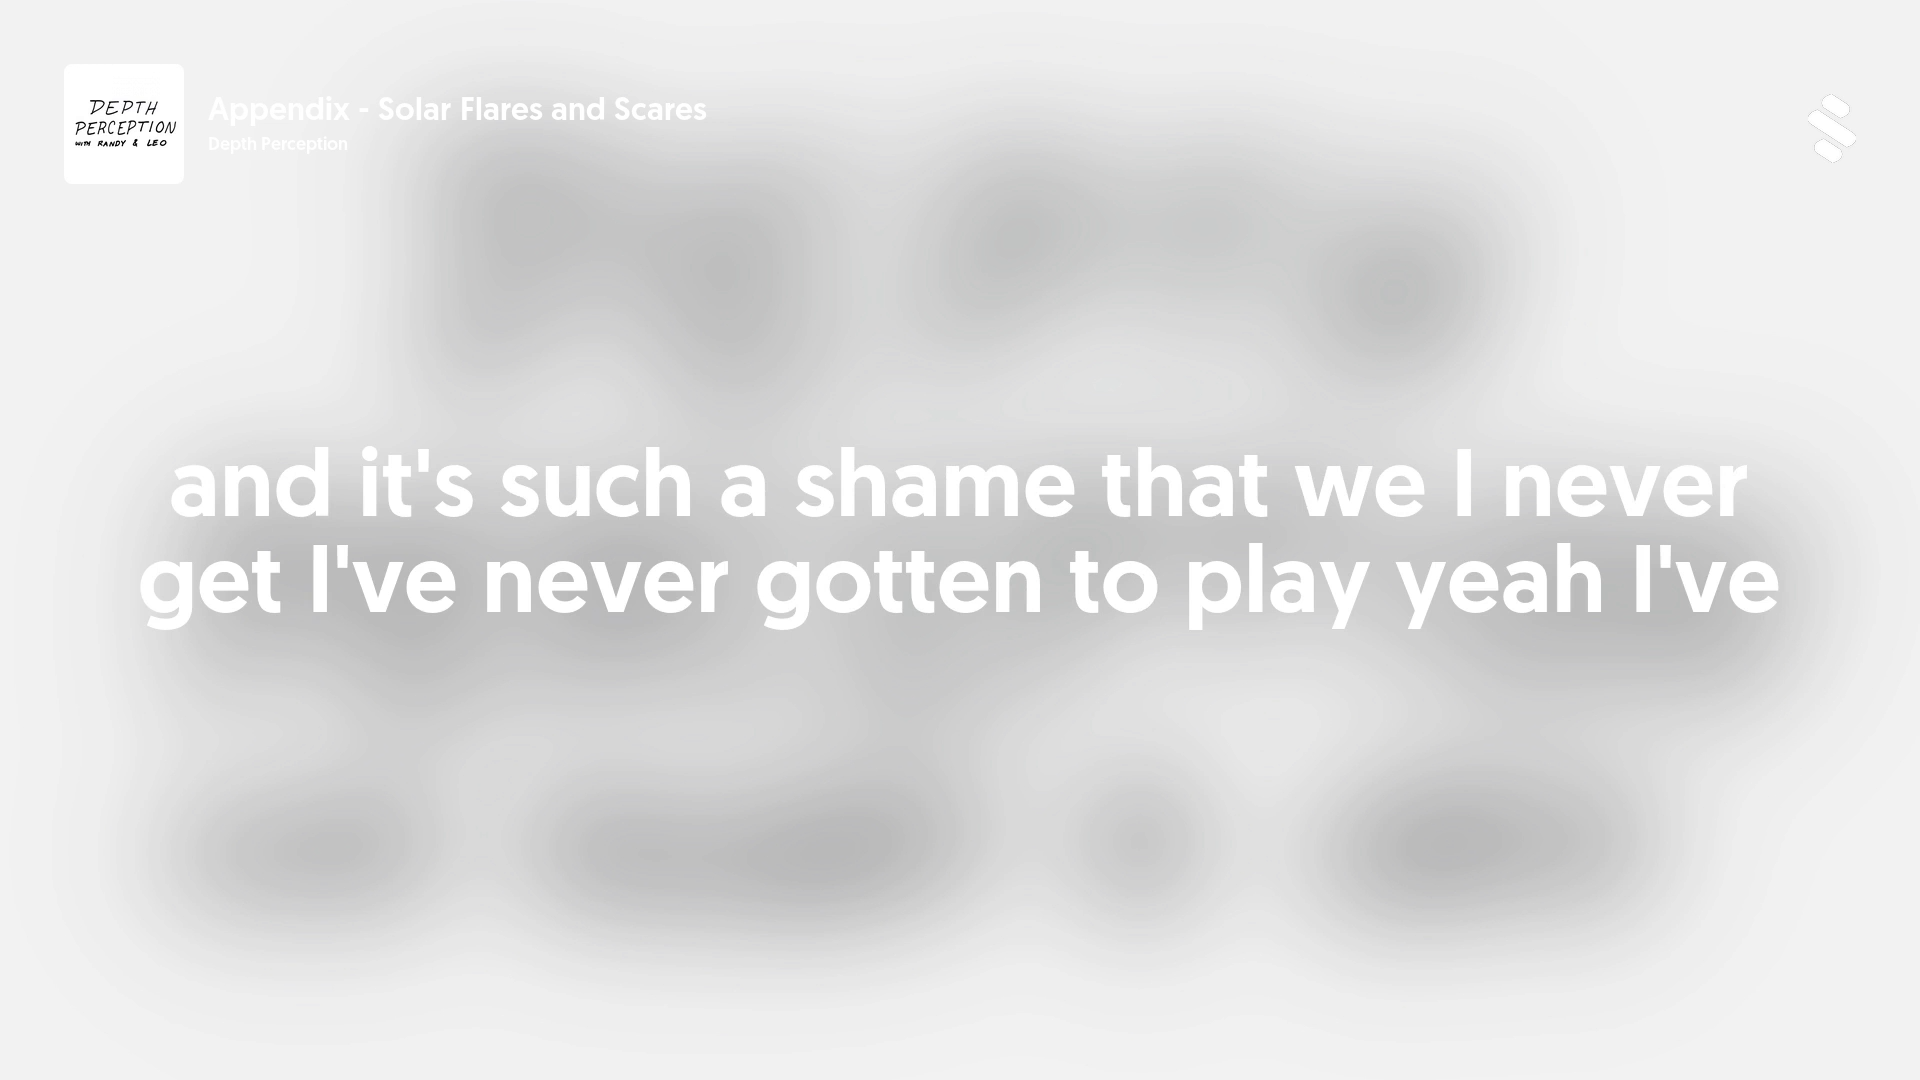 DEPTH
PERCEPTION
WITH RANDY & LEO
Appendix - Solar Flares and Scares
Depth Perception
and it's such a shame that we I never
get I've never gotten to play yeah I've